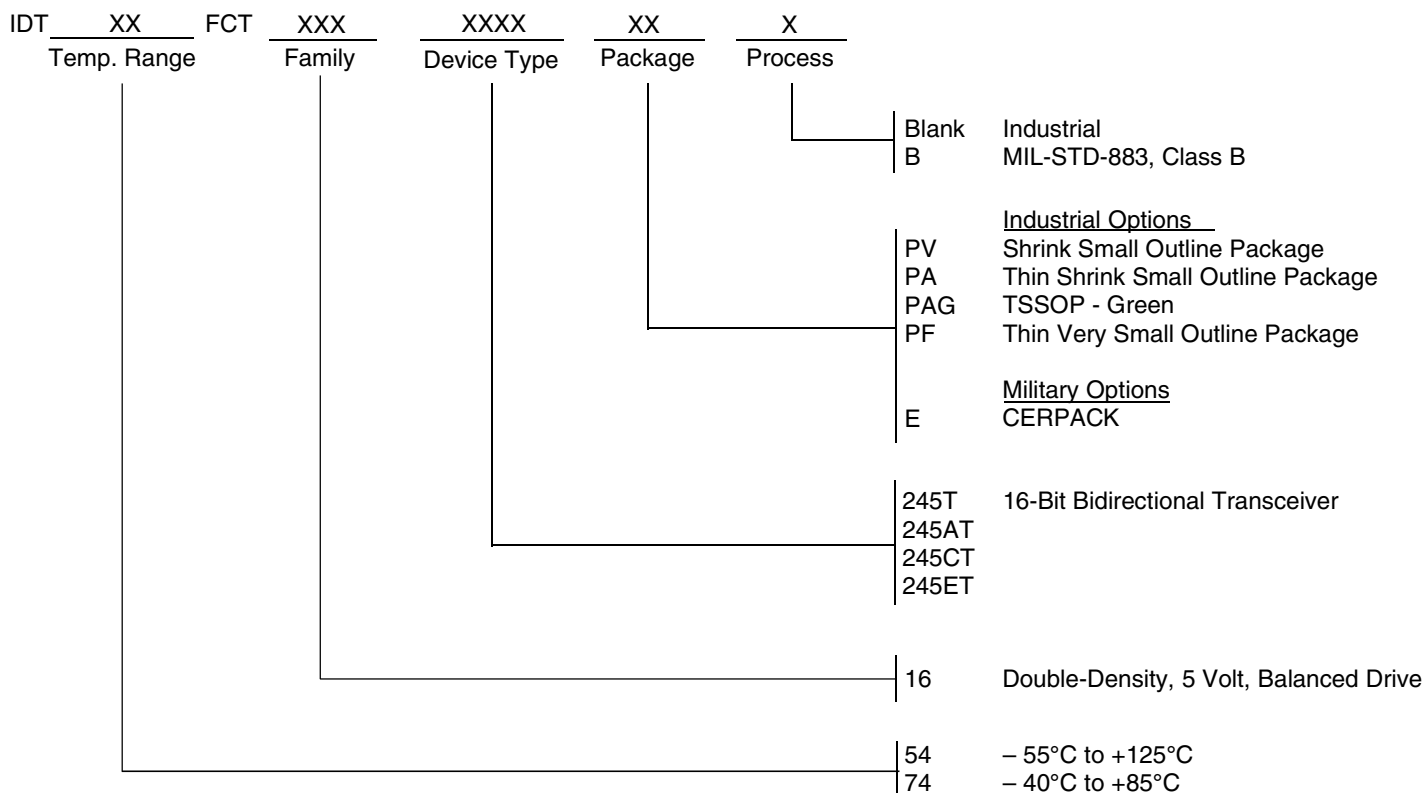 IDT XX FCT XXX XXXX XX X
Temp. Range Family Device Type Package Process
Blank Industrial
B MIL-STD-883, Class B
Industrial Options
PV Shrink Small Outline Package
PA Thin Shrink Small Outline Package
PAG TSSOP - Green
PF Thin Very Small Outline Package
Military Options
E CERPACK
245T 16-Bit Bidirectional Transceiver
245AT
245CT
245ET
16 Double-Density, 5 Volt, Balanced Drive
54 – 55°C to +125°C
74 – 40°C to +85°C